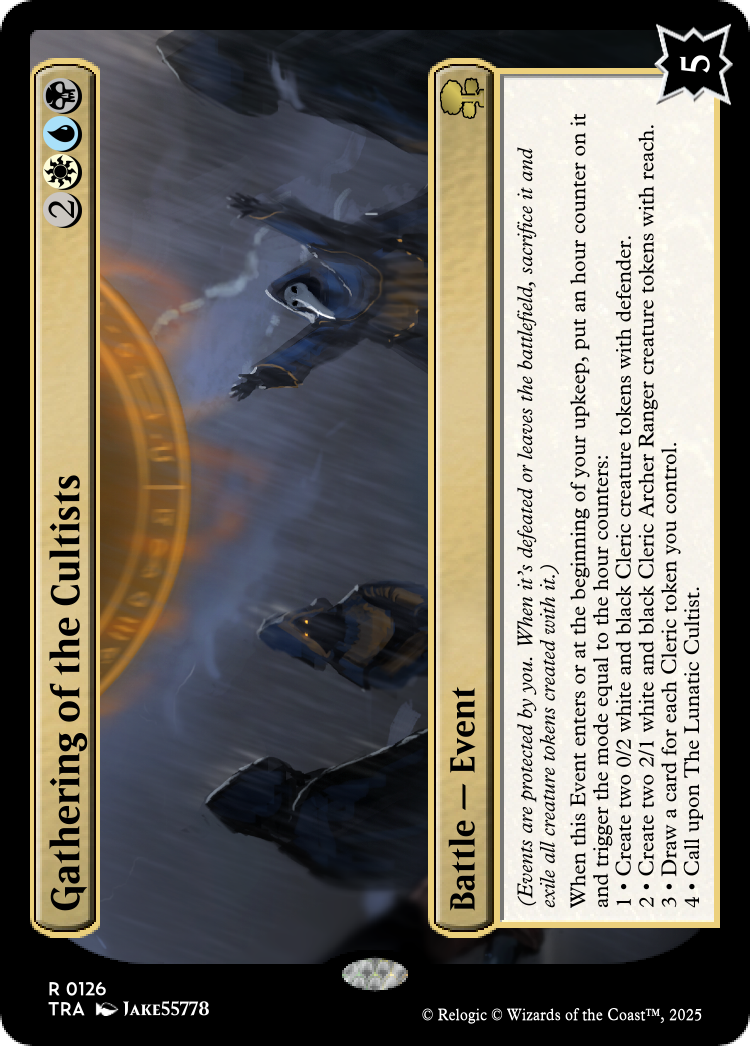 Gathering of the Cultists
2
Battle — Event
(Events are protected by you. When it's defeated or leaves the battlefield, sacrifice it and
exile all creature tokens created with it.)
When this Event enters or at the beginning of your upkeep, put an hour counter on it
and trigger the mode equal to the hour counters:
1 • Create two 0/2 white and black Cleric creature tokens with defender.
2 • Create two 2/1 white and black Cleric Archer Ranger creature tokens with reach.
3 • Draw a card for each Cleric token you control.
4 • Call upon The Lunatic Cultist.
5
R 0126
TRA JAKE55778
© Relogic © Wizards of the Coast™, 2025